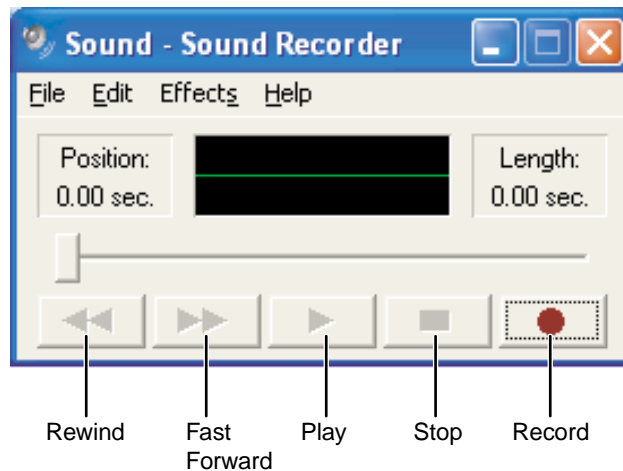 Sound - Sound Recorder
File Edit Effects Help
Position:
0.00 sec.
Length:
0.00 sec.
Rewind
Fast
Forward
Play
Stop
Record